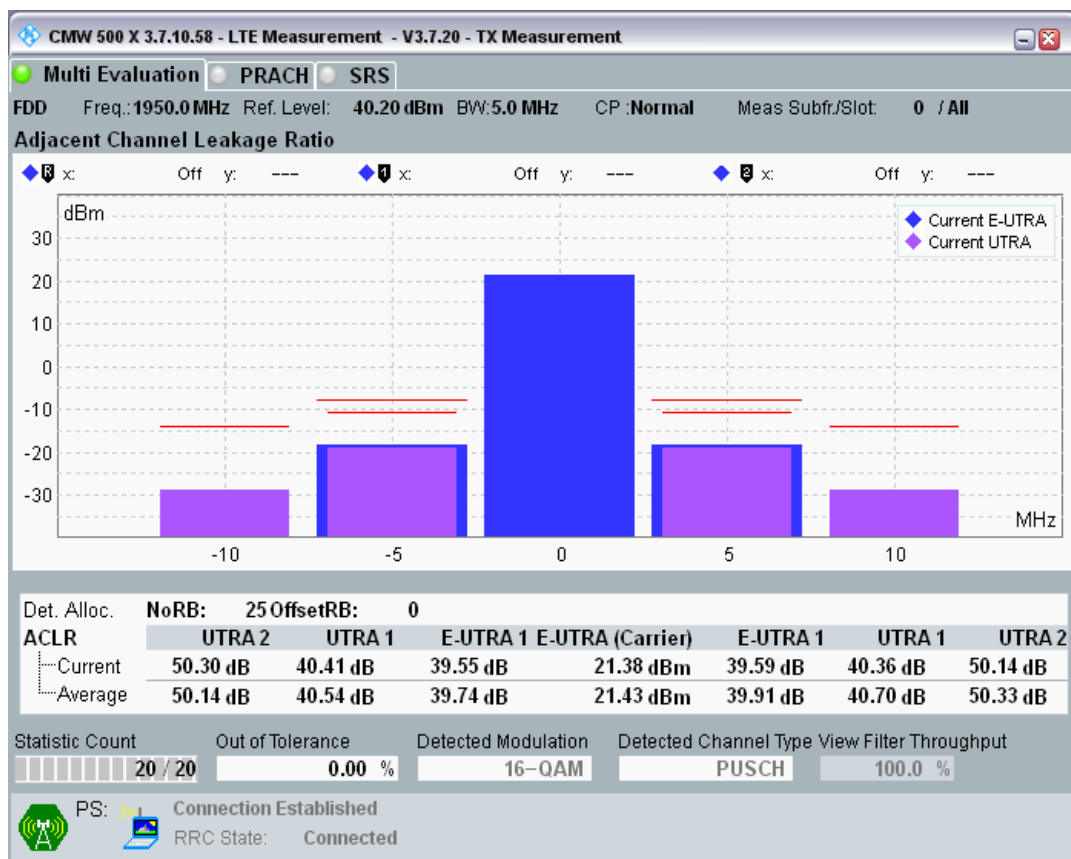 CMW 500 X 3.7.10.58 - LTE Measurement - V3.7.20 - TX Measurement
Multi Evaluation PRACH SRS
FDD Freq.: 1950.0 MHz Ref. Level: 40.20 dBm BW: 5.0 MHz CP : Normal Meas Subfr./Slot: 0 / All
Adjacent Channel Leakage Ratio
R x: Off y: --- 1 x: Off y: --- 2 x: Off y: ---
dBm
Current E-UTRA
Current UTRA
30
20
10
0
-10
-20
-30
MHz
-10 -5 0 5 10
Det. Alloc. NoRB: 25 OffsetRB: 0
ACLR UTRA 2 UTRA 1 E-UTRA 1 E-UTRA (Carrier) E-UTRA 1 UTRA 1 UTRA 2
Current 50.30 dB 40.41 dB 39.55 dB 21.38 dBm 39.59 dB 40.36 dB 50.14 dB
Average 50.14 dB 40.54 dB 39.74 dB 21.43 dBm 39.91 dB 40.70 dB 50.33 dB
Statistic Count Out of Tolerance Detected Modulation Detected Channel Type View Filter Throughput
20 / 20 0.00 % 16-QAM PUSCH 100.0 %
PS: Connection Established
RRC State: Connected